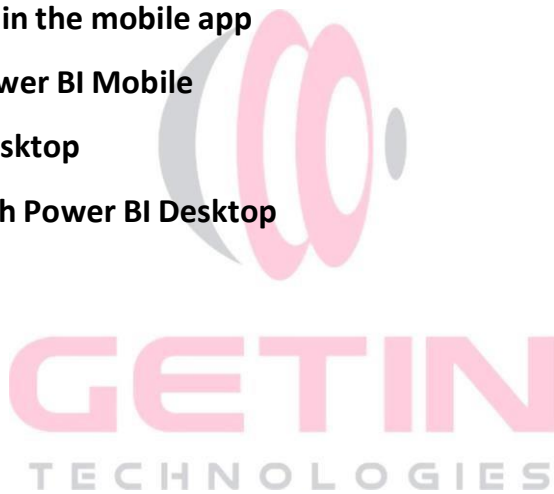 in the mobile app
wer BI Mobile
sktop
h Power BI Desktop
GETIN
TECHNOLOGIES